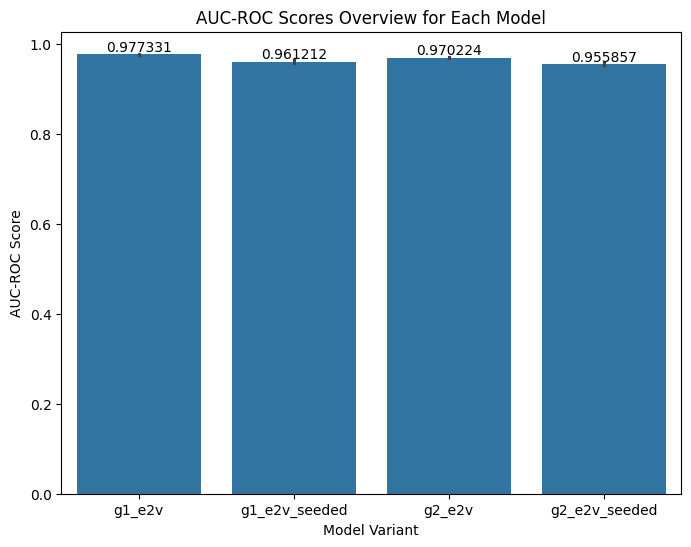 AUC-ROC Scores Overview for Each Model
AUC-ROC Score
1.0
0.8
0.6
0.4
0.2
0.0
0.977331
0.961212
0.970224
0.955857
g1_e2v
g1_e2v_seeded
g2_e2v
g2_e2v_seeded
Model Variant